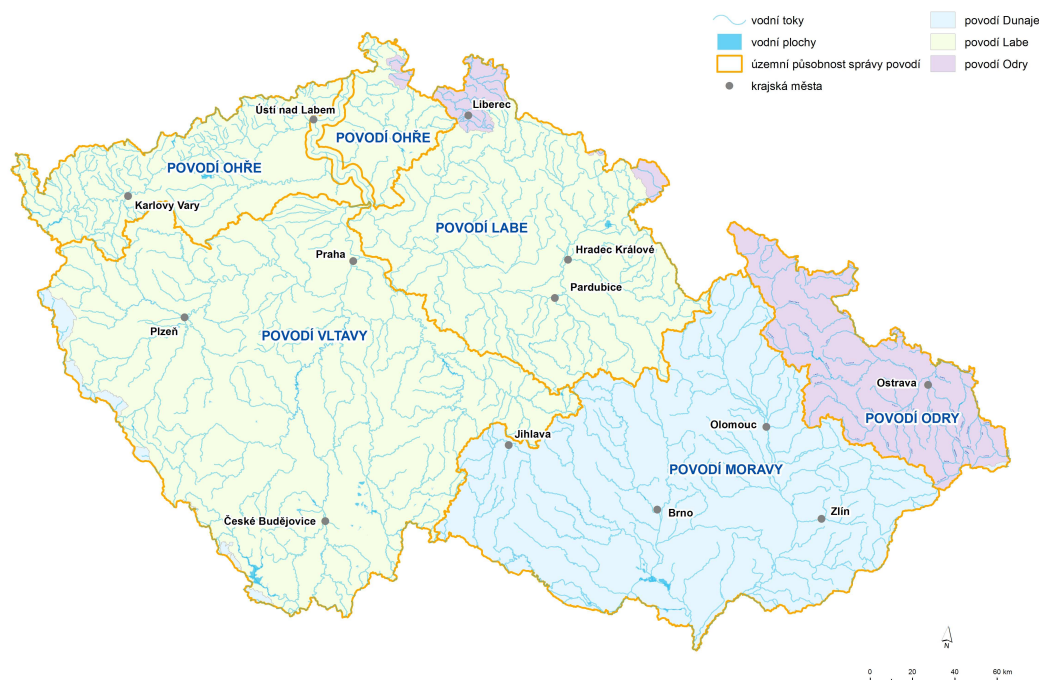 vodní toky
vodní plochy
územní působnost správy povodí
krajská města
povodí Dunaje
povodí Labe
povodí Odry
Ústí nad Labem
Liberec
POVODÍ OHŘE
POVODÍ OHŘE
Karlovy Vary
POVODÍ LABE
Praha
Hradec Králové
Pardubice
Plzeň
POVODÍ VLTAVY
Ostrava
POVODÍ ODRY
Olomouc
Jihlava
POVODÍ MORAVY
Brno
Zlín
České Budějovice
N
0 20 40 60 km